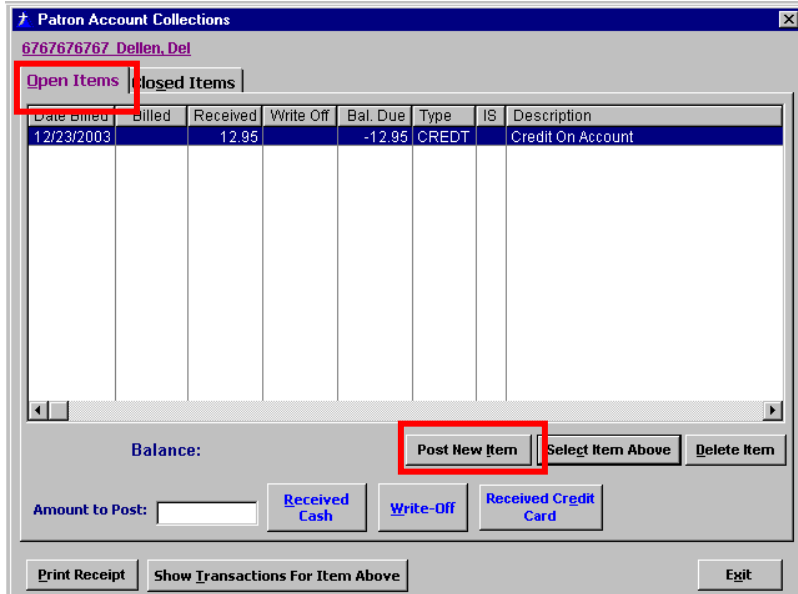 Patron Account Collections
6767676767 Dellen, Del
Open Items Closed Items
Date Billed Billed Received Write Off Bal. Due Type IS Description
12/23/2003 12.95 -12.95 CREDT Credit On Account
Balance: Post New Item Select Item Above Delete Item
Amount to Post: Received Cash Write-Off Received Credit Card
Print Receipt Show Transactions For Item Above Exit